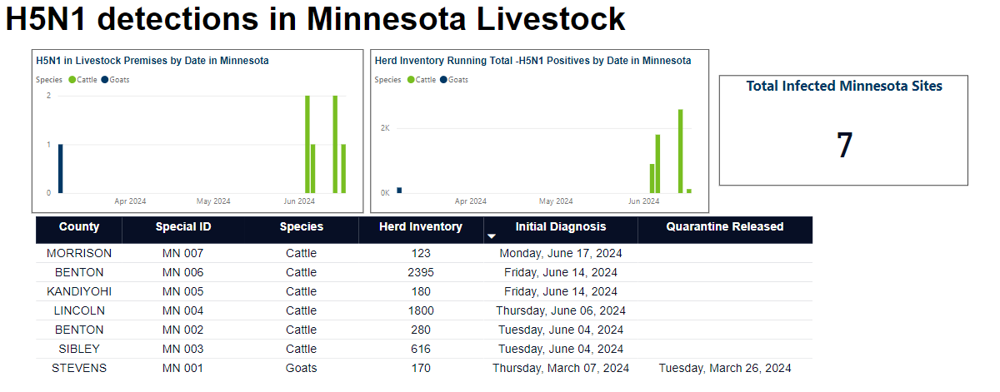 H5N1 detections in Minnesota Livestock
H5N1 in Livestock Premises by Date in Minnesota
Species Cattle Goats
2
1
0
Apr 2024 May 2024 Jun 2024
Herd Inventory Running Total -H5N1 Positives by Date in Minnesota
Species Cattle Goats
2K
0K
Apr 2024 May 2024 Jun 2024
Total Infected Minnesota Sites
7
County Special ID Species Herd Inventory Initial Diagnosis Quarantine Released
MORRISON MN 007 Cattle 123 Monday, June 17, 2024
BENTON MN 006 Cattle 2395 Friday, June 14, 2024
KANDIYOHI MN 005 Cattle 180 Friday, June 14, 2024
LINCOLN MN 004 Cattle 1800 Thursday, June 06, 2024
BENTON MN 002 Cattle 280 Tuesday, June 04, 2024
SIBLEY MN 003 Cattle 616 Tuesday, June 04, 2024
STEVENS MN 001 Goats 170 Thursday, March 07, 2024 Tuesday, March 26, 2024